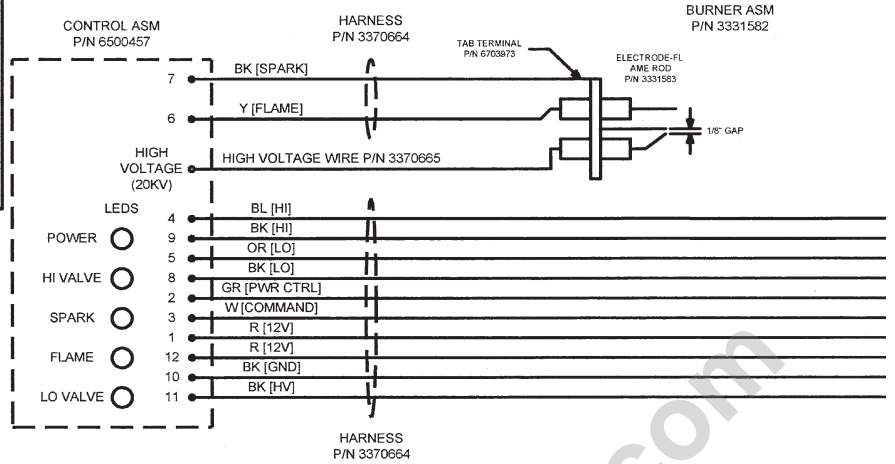 CONTROL ASM
P/N 6500457
HARNESS
P/N 3370664
BURNER ASM
P/N 3331582
TAB TERMINAL
P/N 6703973
ELECTRODE-FL
AME ROD
P/N 3331583
7 BK [SPARK]
6 Y [FLAME]
1/8" GAP
HIGH
VOLTAGE
(20KV)
HIGH VOLTAGE WIRE P/N 3370665
LEDS
4 BL [HI]
POWER 9 BK [HI]
5 OR [LO]
HI VALVE 8 BK [LO]
2 GR [PWR CTRL]
SPARK 3 W [COMMAND]
1 R [12V]
FLAME 12 R [12V]
10 BK [GND]
LO VALVE 11 BK [HV]
HARNESS
P/N 3370664
.com